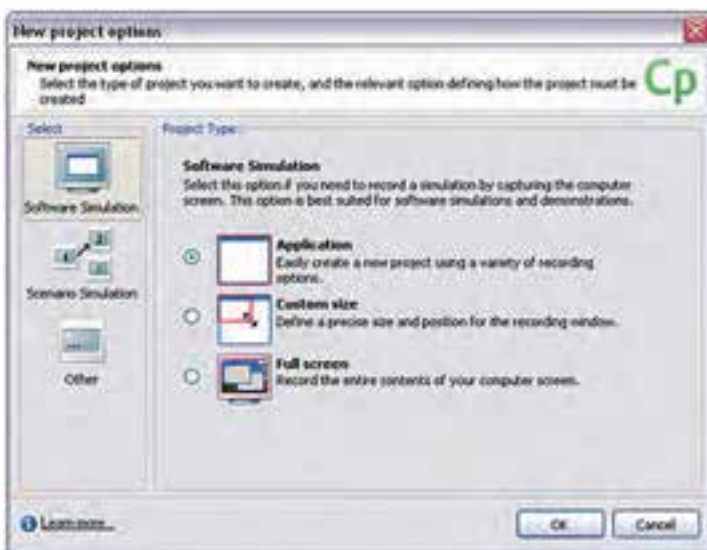 New project options
New project options
Select the type of project you want to create, and the relevant option defining how the project must be
created
Cp
Select
Project Type:
Software Simulation
Select this option if you need to record a simulation by capturing the computer
screen. This option is best suited for software simulations and demonstrations.
Software Simulation
Application
Easily create a new project using a variety of recording
options.
Scenario Simulation
Custom size
Define a precise size and position for the recording window.
Other
Full screen
Record the entire contents of your computer screen.
Learn more...
OK
Cancel